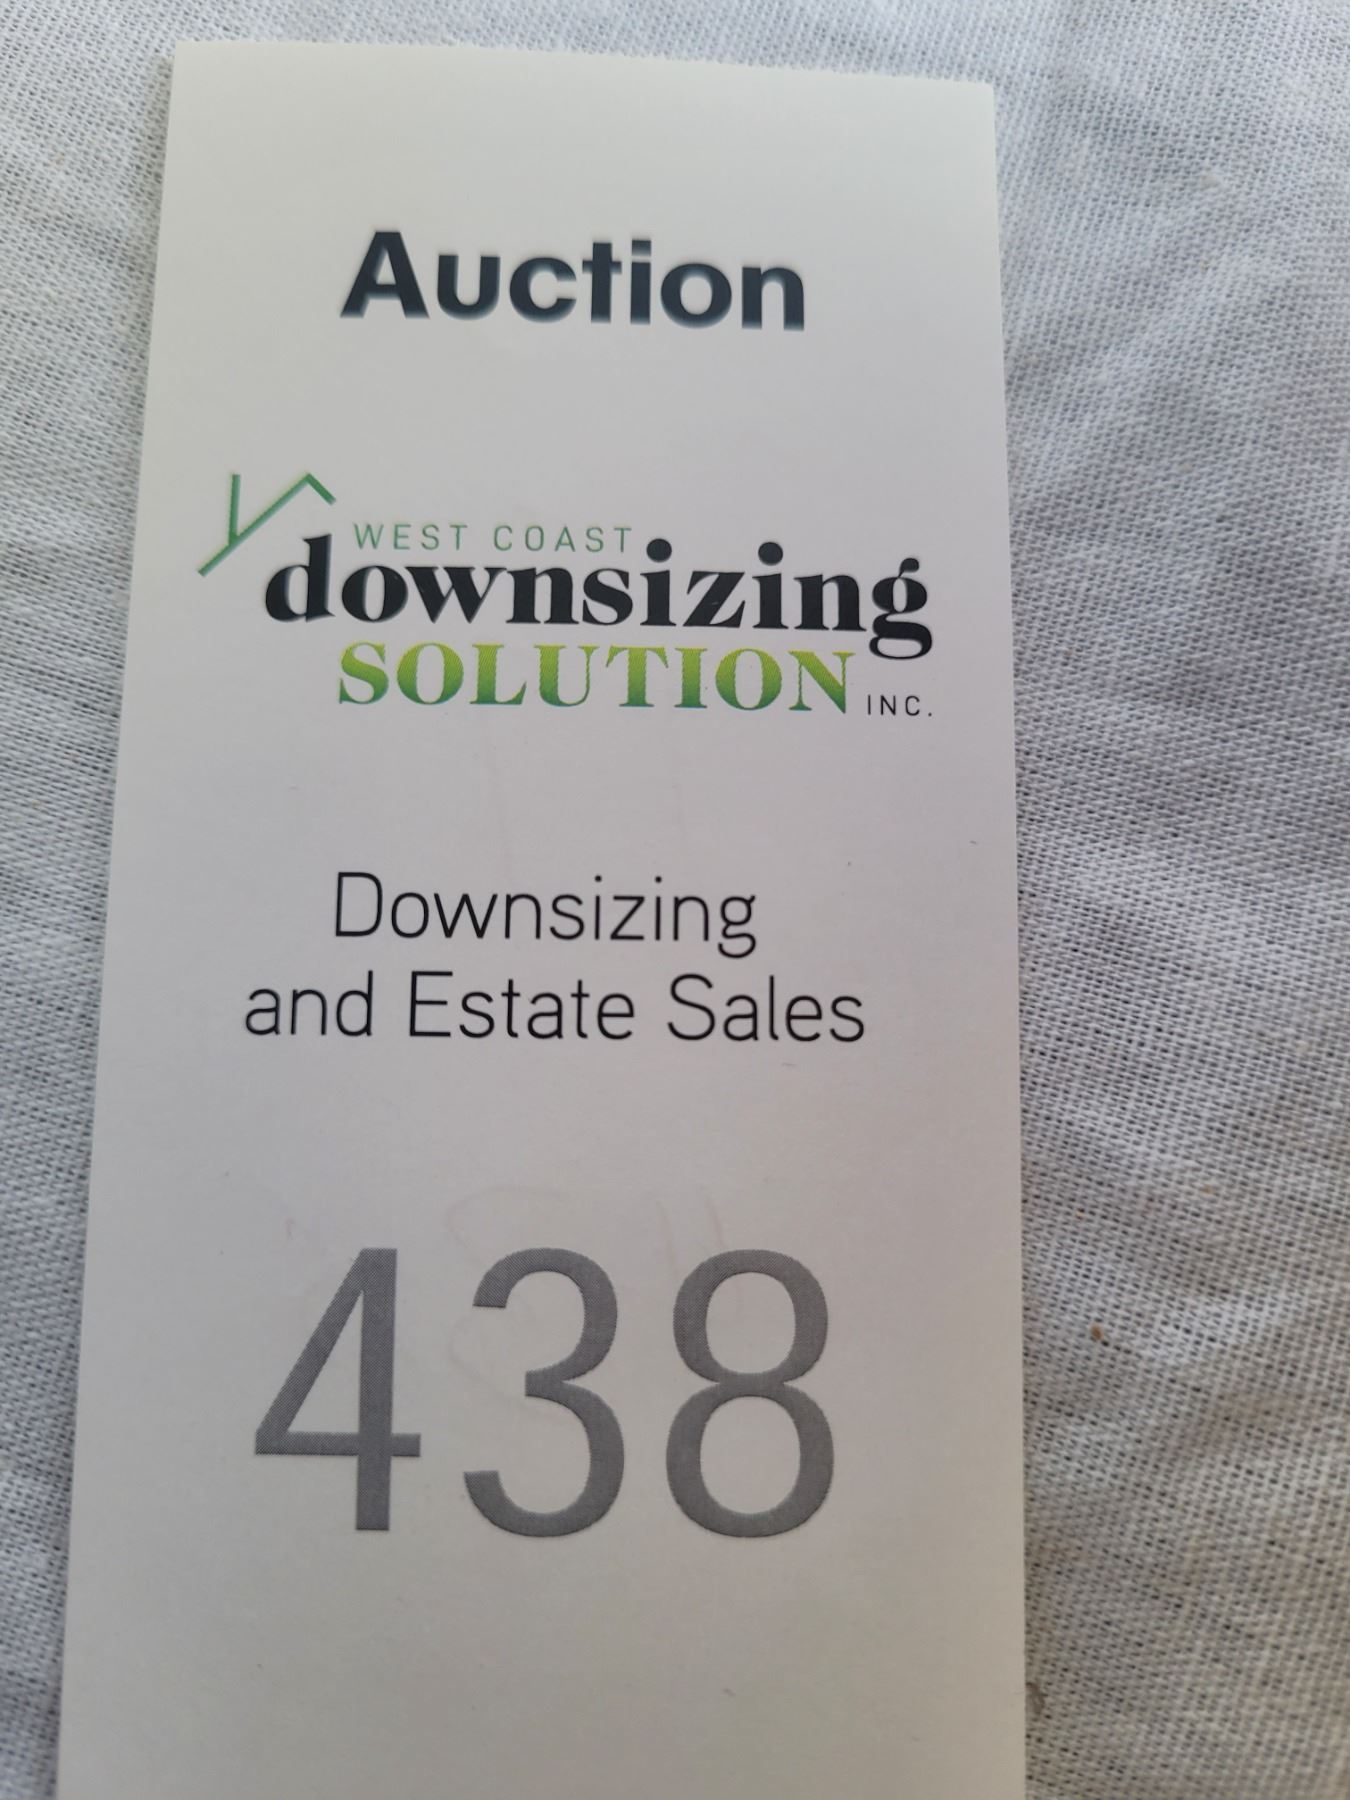 Auction
WEST COAST
downsizing
SOLUTION INC.
Downsizing
and Estate Sales
438